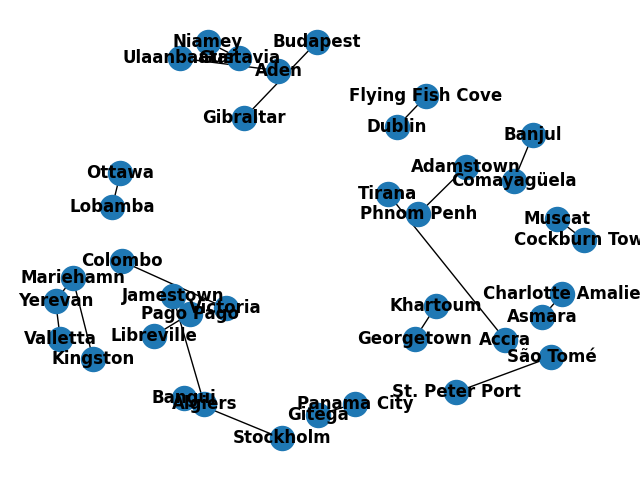 Niamey
Budapest
Ulaanbaatar
Gustavia
Aden
Flying Fish Cove
Gibraltar
Dublin
Banjul
Adamstown
Ottawa
Comayagüela
Tirana
Lobamba
Phnom Penh
Muscat
Cockburn Tow
Colombo
Mariehamn
Charlotte Amalie
Jamestown
Yerevan
Khartoum
Victoria
Pago Pago
Asmara
Libreville
Valletta
Georgetown
Accra
Kingston
São Tomé
St. Peter Port
Bangui
Algiers
Panama City
Gitega
Stockholm